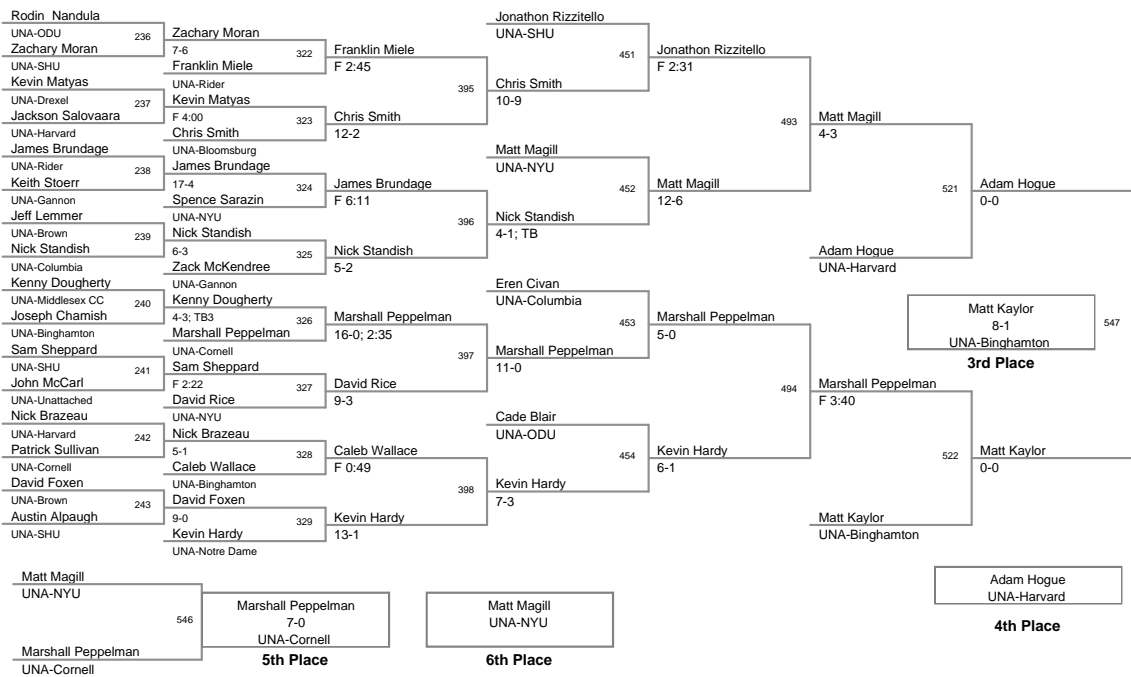 Rodin Nandula
UNA-ODU
236
Zachary Moran
UNA-SHU
Kevin Matyas
UNA-Drexel
237
Jackson Salovaara
UNA-Harvard
James Brundage
UNA-Rider
238
Keith Stoerr
UNA-Gannon
Jeff Lemmer
UNA-Brown
239
Nick Standish
UNA-Columbia
Kenny Dougherty
UNA-Middlesex CC
240
Joseph Chamish
UNA-Binghamton
Sam Sheppard
UNA-SHU
241
John McCarl
UNA-Unattached
Nick Brazeau
UNA-Harvard
242
Patrick Sullivan
UNA-Cornell
David Foxen
UNA-Brown
243
Austin Alpaugh
UNA-SHU
Zachary Moran
7-6
322
Franklin Miele
UNA-Rider
Kevin Matyas
F 4:00
323
Chris Smith
UNA-Bloomsburg
James Brundage
17-4
324
Spence Sarazin
UNA-NYU
Nick Standish
6-3
325
Zack McKendree
UNA-Gannon
Kenny Dougherty
4-3; TB3
326
Marshall Peppelman
UNA-Cornell
Sam Sheppard
F 2:22
327
David Rice
UNA-NYU
Nick Brazeau
5-1
328
Caleb Wallace
UNA-Binghamton
David Foxen
9-0
329
Kevin Hardy
UNA-Notre Dame
Franklin Miele
F 2:45
395
Chris Smith
12-2
James Brundage
F 6:11
396
Nick Standish
5-2
Marshall Peppelman
16-0; 2:35
397
David Rice
9-3
Caleb Wallace
F 0:49
398
Kevin Hardy
13-1
Jonathon Rizzitello
UNA-SHU
451
Chris Smith
10-9
Matt Magill
UNA-NYU
452
Nick Standish
4-1; TB
Eren Civan
UNA-Columbia
453
Marshall Peppelman
11-0
Cade Blair
UNA-ODU
454
Kevin Hardy
7-3
Jonathon Rizzitello
F 2:31
493
Matt Magill
12-6
Marshall Peppelman
5-0
494
Kevin Hardy
6-1
Matt Magill
4-3
521
Adam Hogue
UNA-Harvard
Marshall Peppelman
F 3:40
522
Matt Kaylor
UNA-Binghamton
Adam Hogue
0-0
Matt Kaylor
8-1
UNA-Binghamton
547
3rd Place
Matt Kaylor
0-0
Adam Hogue
UNA-Harvard
4th Place
Matt Magill
UNA-NYU
546
Marshall Peppelman
UNA-Cornell
Marshall Peppelman
7-0
UNA-Cornell
5th Place
Matt Magill
UNA-NYU
6th Place